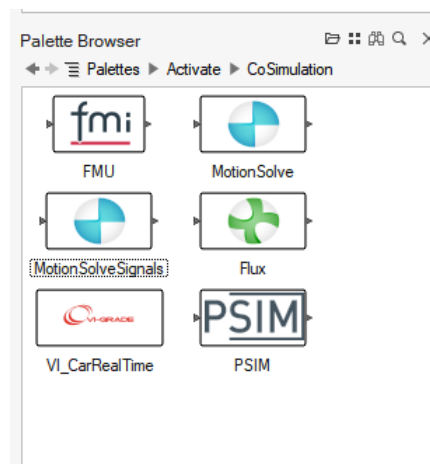 Palette Browser
Palettes Activate CoSimulation
fmi
FMU MotionSolve
MotionSolveSignals Flux
VI-GRADE PSIM
VI_CarRealTime PSIM